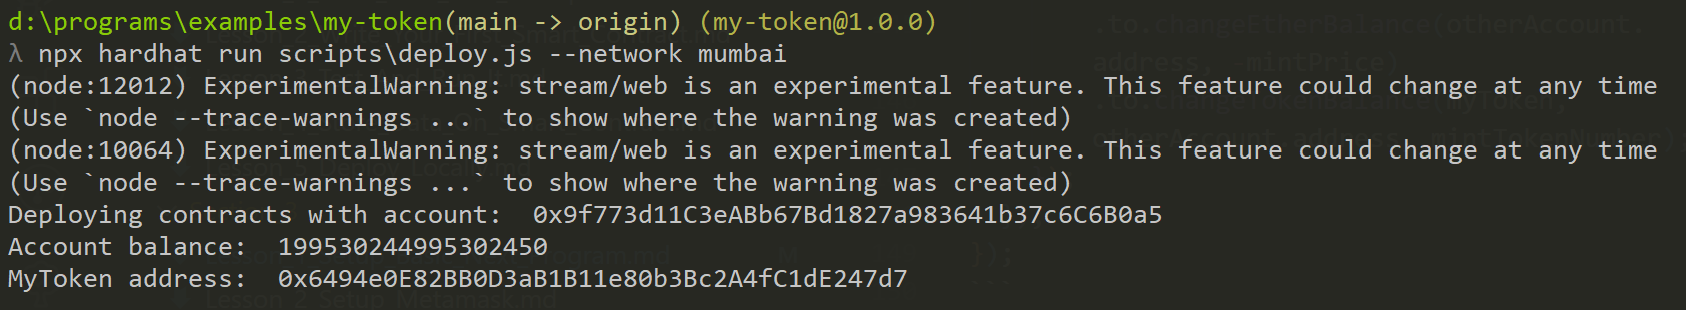 d:\programs\examples\my-token(main -> origin) (my-token@1.0.0)
λ npx hardhat run scripts\deploy.js --network mumbai
(node:12012) ExperimentalWarning: stream/web is an experimental feature. This feature could change at any time
(Use `node --trace-warnings ...` to show where the warning was created)
(node:10064) ExperimentalWarning: stream/web is an experimental feature. This feature could change at any time
(Use `node --trace-warnings ...` to show where the warning was created)
Deploying contracts with account:  0x9f773d11C3eABb67Bd1827a983641b37c6C6B0a5
Account balance:  199530244995302450
MyToken address:  0x6494e0E82BB0D3aB1B11e80b3Bc2A4fC1dE247d7